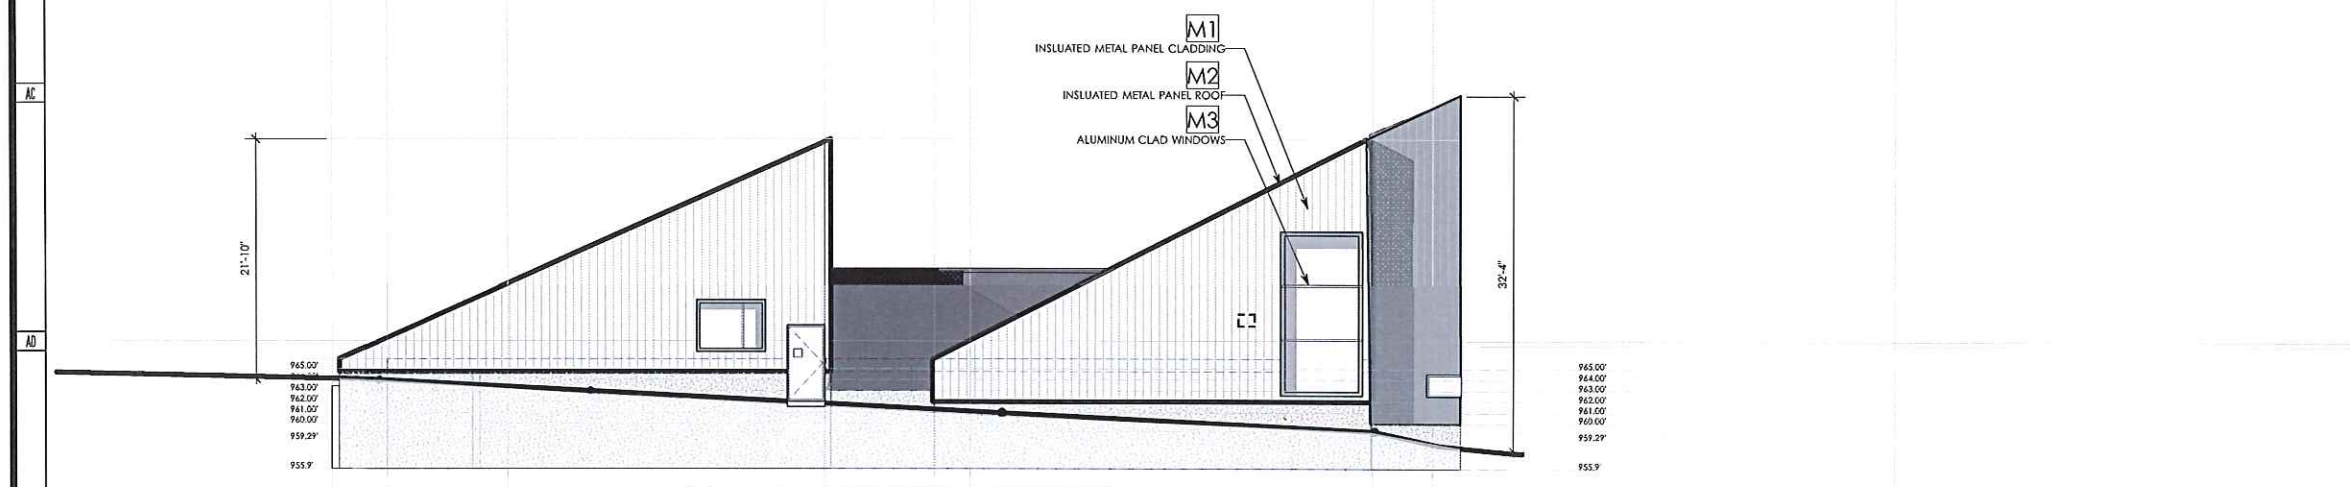 M1
INSLUATED METAL PANEL CLADDING
M2
INSLUATED METAL PANEL ROOF
M3
ALUMINUM CLAD WINDOWS
AC
AD
21'-10"
32'-4"
965.00'
963.00'
962.00'
961.00'
960.00'
959.29'
955.9'
965.00'
964.00'
963.00'
962.00'
961.00'
960.00'
959.29'
955.9'